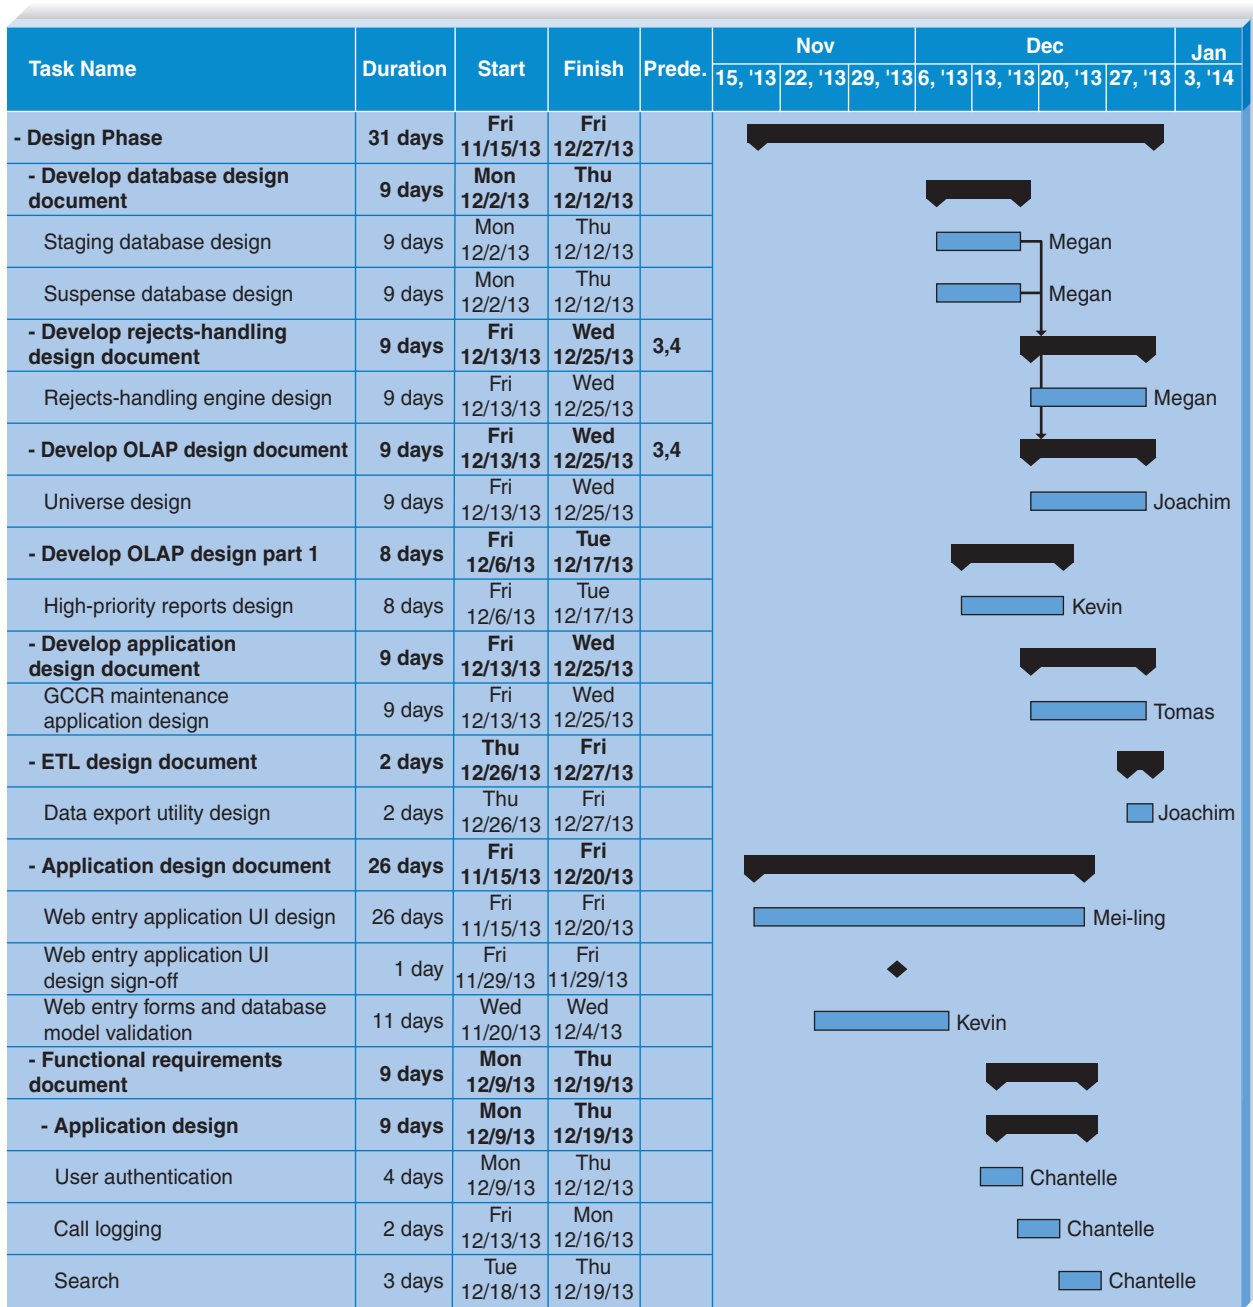 Task Name Duration Start Finish Prede. Nov Dec Jan
15, '13 22, '13 29, '13 6, '13 13, '13 20, '13 27, '13 3, '14
- Design Phase 31 days Fri 11/15/13 Fri 12/27/13
- Develop database design
document 9 days Mon 12/2/13 Thu 12/12/13
Staging database design 9 days Mon 12/2/13 Thu 12/12/13 Megan
Suspense database design 9 days Mon 12/2/13 Thu 12/12/13 Megan
- Develop rejects-handling
design document 9 days Fri 12/13/13 Wed 12/25/13 3,4
Rejects-handling engine design 9 days Fri 12/13/13 Wed 12/25/13 Megan
- Develop OLAP design document 9 days Fri 12/13/13 Wed 12/25/13 3,4
Universe design 9 days Fri 12/13/13 Wed 12/25/13 Joachim
- Develop OLAP design part 1 8 days Fri 12/6/13 Tue 12/17/13
High-priority reports design 8 days Fri 12/6/13 Tue 12/17/13 Kevin
- Develop application
design document 9 days Fri 12/13/13 Wed 12/25/13
GCCR maintenance
application design 9 days Fri 12/13/13 Wed 12/25/13 Tomas
- ETL design document 2 days Thu 12/26/13 Fri 12/27/13
Data export utility design 2 days Thu 12/26/13 Fri 12/27/13 Joachim
- Application design document 26 days Fri 11/15/13 Fri 12/20/13
Web entry application UI design 26 days Fri 11/15/13 Fri 12/20/13 Mei-ling
Web entry application UI
design sign-off 1 day Fri 11/29/13 Fri 11/29/13
Web entry forms and database
model validation 11 days Wed 11/20/13 Wed 12/4/13 Kevin
- Functional requirements
document 9 days Mon 12/9/13 Thu 12/19/13
- Application design 9 days Mon 12/9/13 Thu 12/19/13
User authentication 4 days Mon 12/9/13 Thu 12/12/13 Chantelle
Call logging 2 days Fri 12/13/13 Mon 12/16/13 Chantelle
Search 3 days Tue 12/18/13 Thu 12/19/13 Chantelle